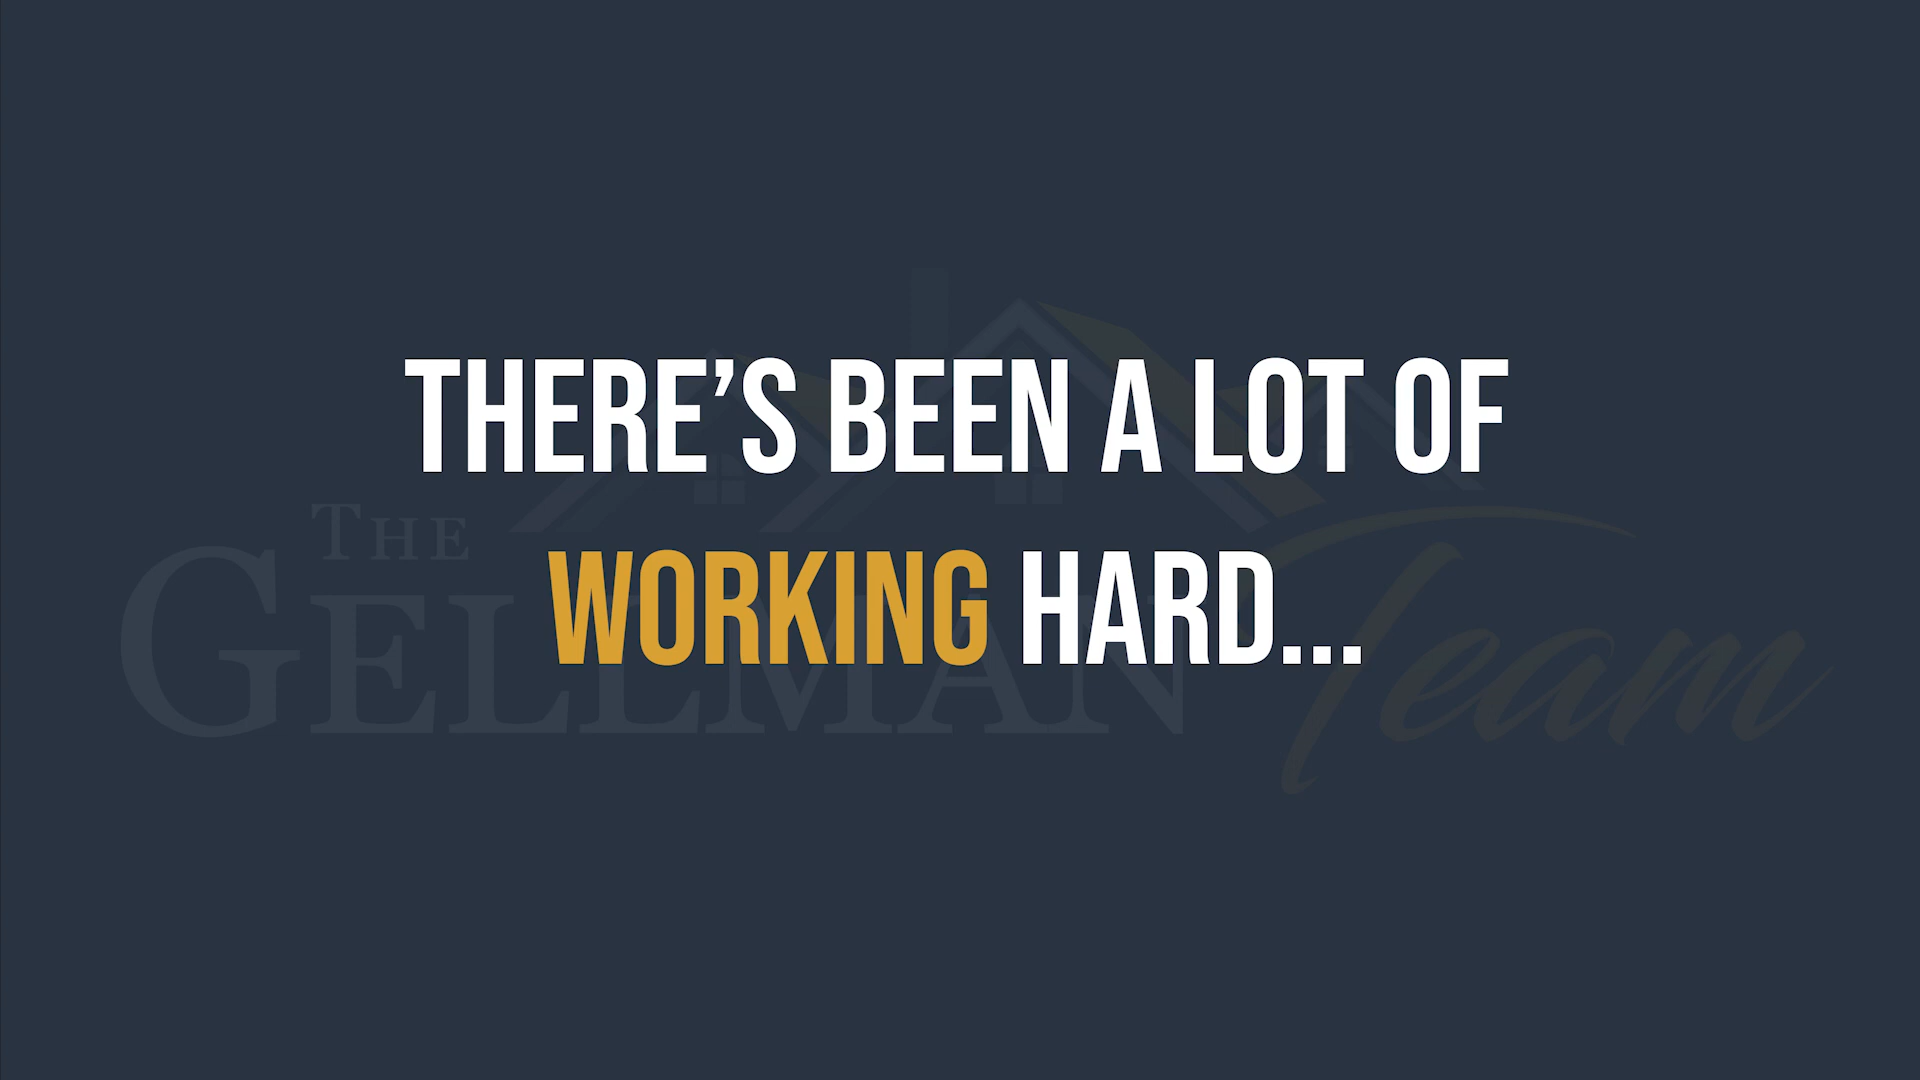 THERE’S BEEN A LOT OF
WORKING HARD...
THE
GELLMAN Team